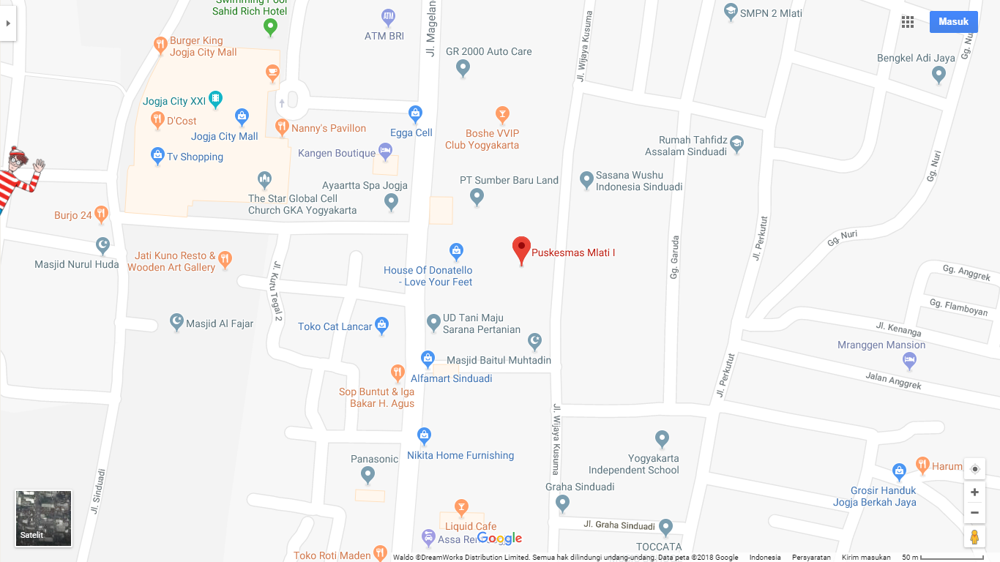 Swimming Pool
Sahid Rich Hotel
ATM BRI
Jl. Magelang
SMPN 2 Mlati
Masuk
Burger King
Jogja City Mall
GR 2000 Auto Care
Jl. Wijaya Kusuma
Bengkel Adi Jaya
Gg. Nuri
Jogja City XXI
D'Cost
Jogja City Mall
Nanny's Pavillon
Egga Cell
Boshe VVIP
Club Yogyakarta
Rumah Tahfidz
Assalam Sinduadi
Tv Shopping
Kangen Boutique
Gg. Nuri
Ayaartta Spa Jogja
PT Sumber Baru Land
Sasana Wushu
Indonesia Sinduadi
The Star Global Cell
Church GKA Yogyakarta
Burjo 24
Jl. Perkutut
Gg. Nuri
Gg. Garuda
Masjid Nurul Huda
Jati Kuno Resto &
Wooden Art Gallery
Puskesmas Mlati I
House Of Donatello
- Love Your Feet
Gg. Anggrek
Jl. Kutu Tegal 2
Gg. Flamboyan
Masjid Al Fajar
Toko Cat Lancar
UD Tani Maju
Sarana Pertanian
Jl. Kenanga
Mranggen Mansion
Masjid Baitul Muhtadin
Alfamart Sinduadi
Jl. Perkutut
Jalan Anggrek
Sop Buntut & Iga
Bakar H. Agus
Jl. Wijaya Kusuma
Nikita Home Furnishing
Panasonic
Yogyakarta
Independent School
Harum
Jl. Sinduadi
Graha Sinduadi
Grosir Handuk
Jogja Berkah Jaya
Satelit
Liquid Cafe
Jl. Graha Sinduadi
Assa Ren
Google
TOCCATA
Toko Roti Maden
Waldo ©DreamWorks Distribution Limited. Semua hak dilindungi undang-undang. Data peta ©2018 Google Indonesia Persyaratan Kirim masukan 50 m